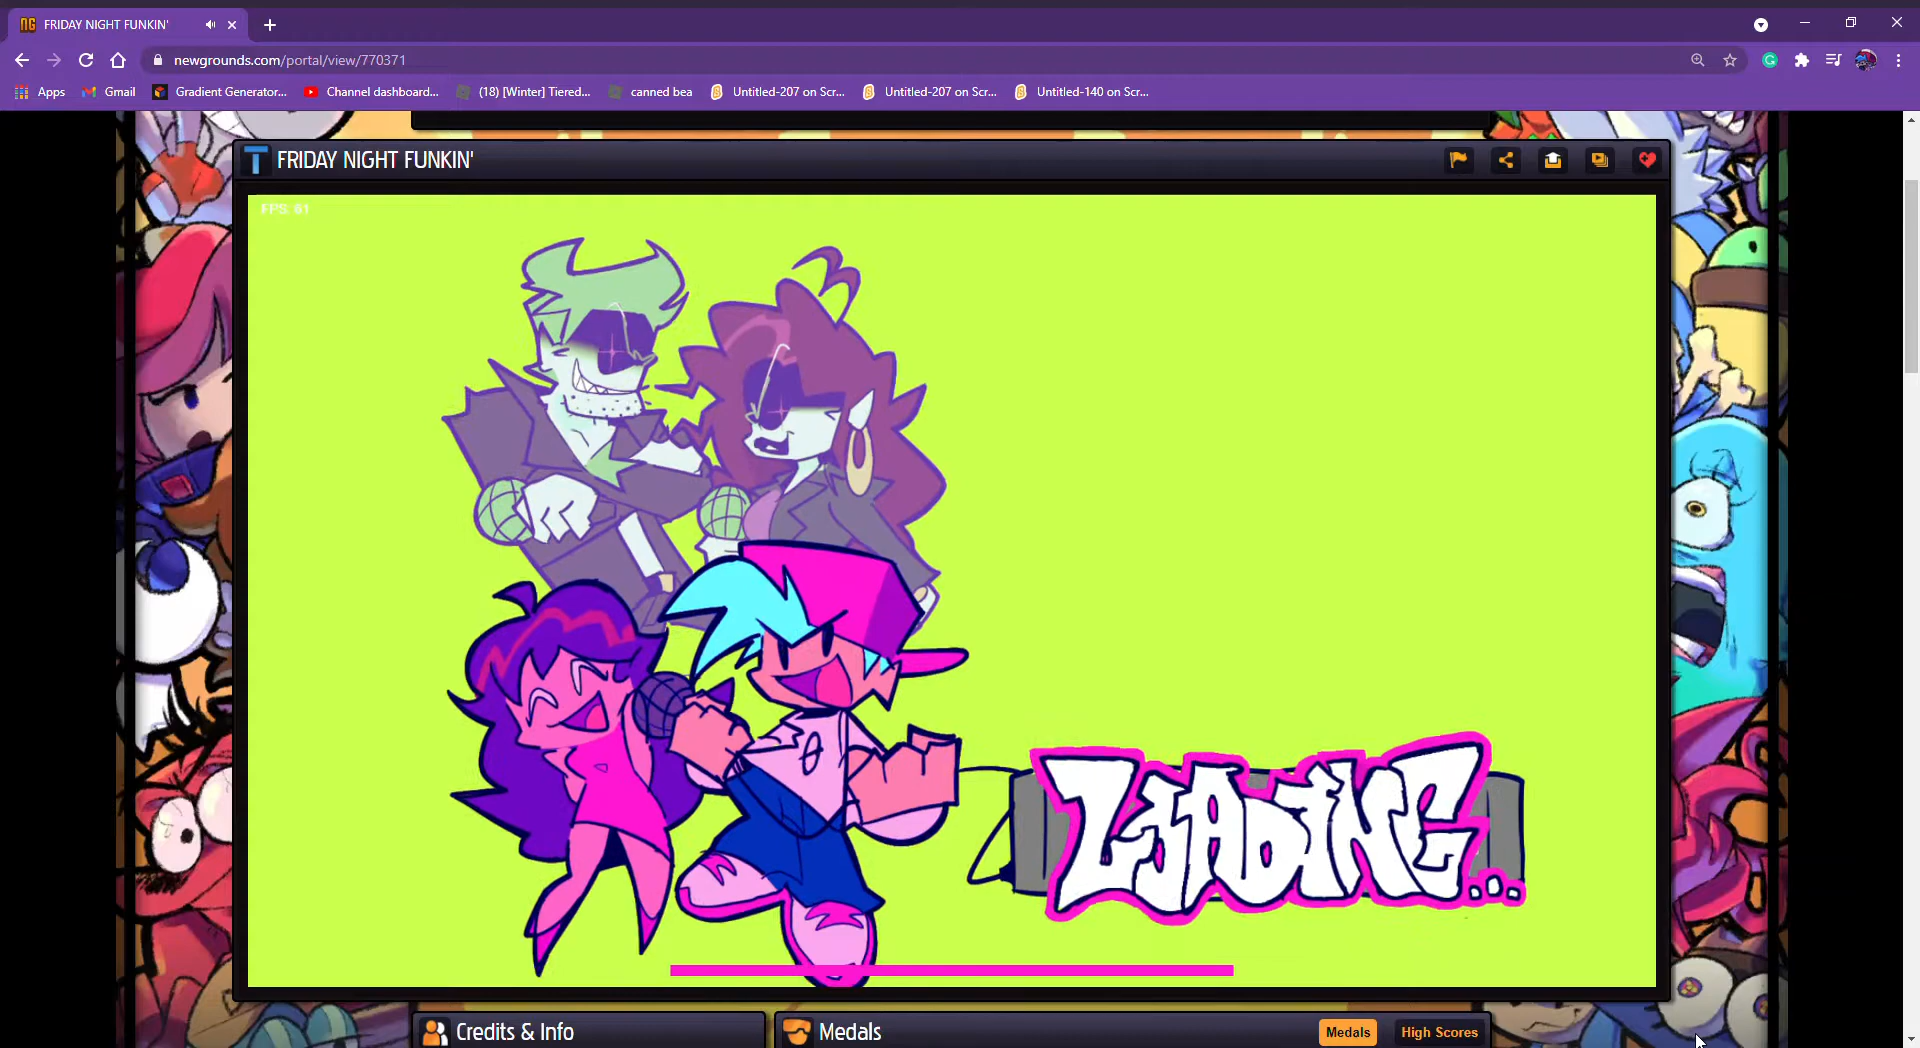 NG FRIDAY NIGHT FUNKIN'
newgrounds.com/portal/view/770371
Apps Gmail Gradient Generator... Channel dashboard... (18) [Winter] Tiered... canned bea Untitled-207 on Scr... Untitled-207 on Scr... Untitled-140 on Scr...
T FRIDAY NIGHT FUNKIN'
FPS: 61
LOADING...
Credits & Info Medals Medals High Scores